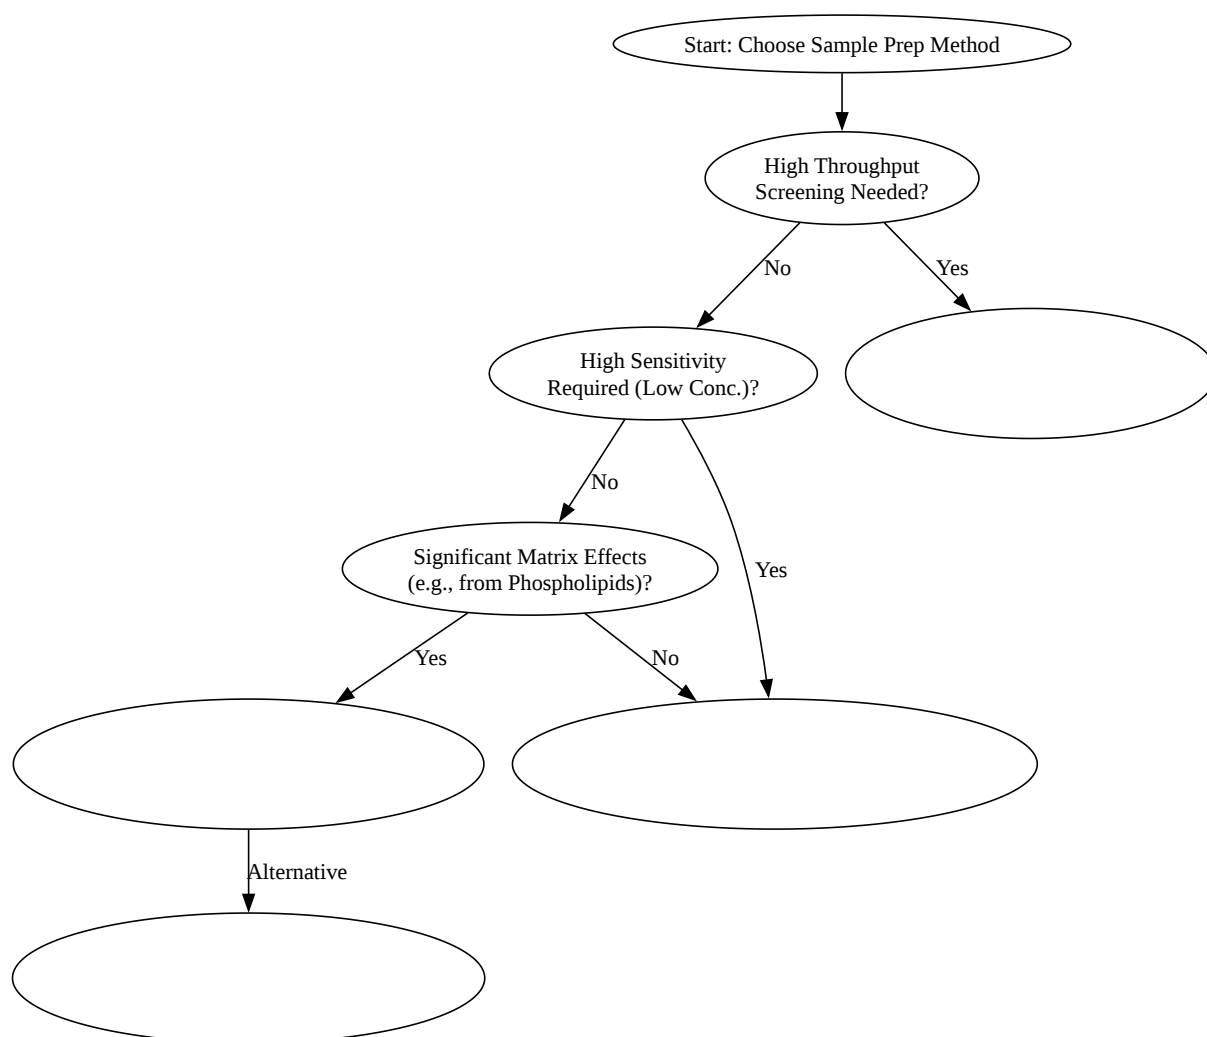 Start: Choose Sample Prep Method
High Throughput
Screening Needed?
No
Yes
High Sensitivity
Required (Low Conc.)?
No
Yes
Significant Matrix Effects
(e.g., from Phospholipids)?
Yes
No
Alternative